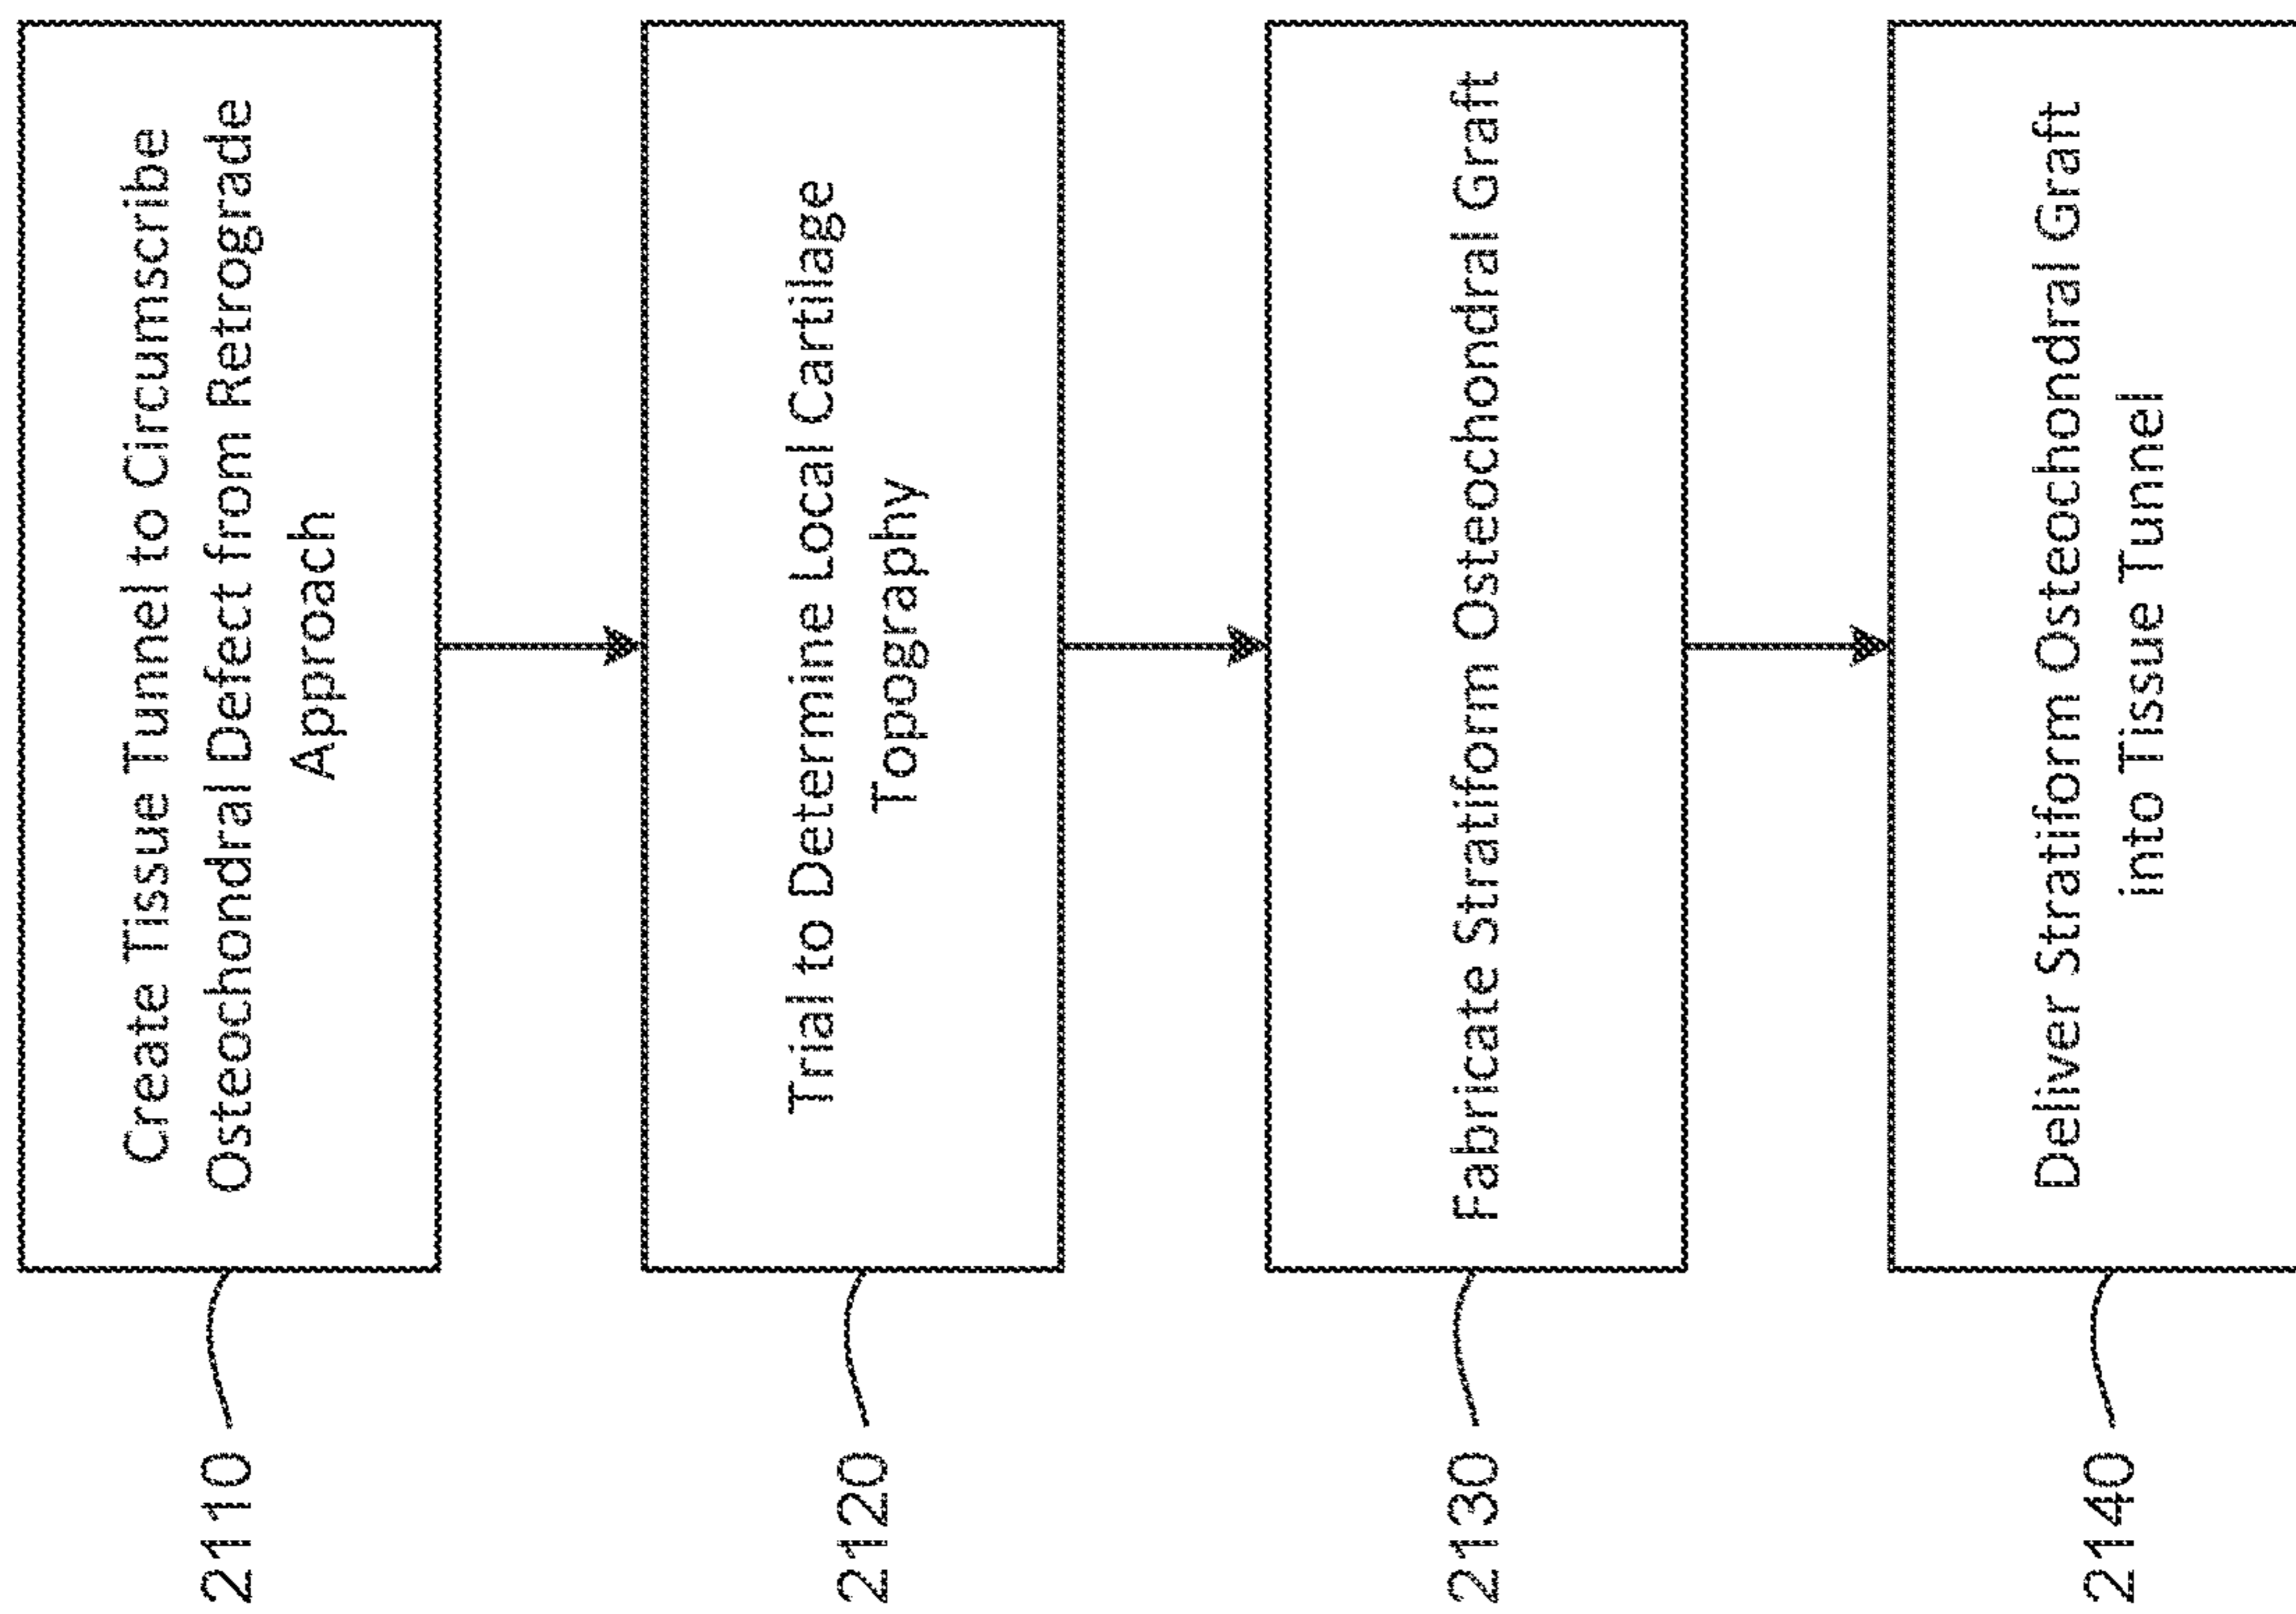 2110
Create Tissue Tunnel to Circumscribe
Osteochondral Defect from Retrograde
Approach
2120
Trial to Determine Local Cartilage
Topography
2130
Fabricate Stratiform Osteochondral Graft
2140
Deliver Stratiform Osteochondral Graft
into Tissue Tunnel